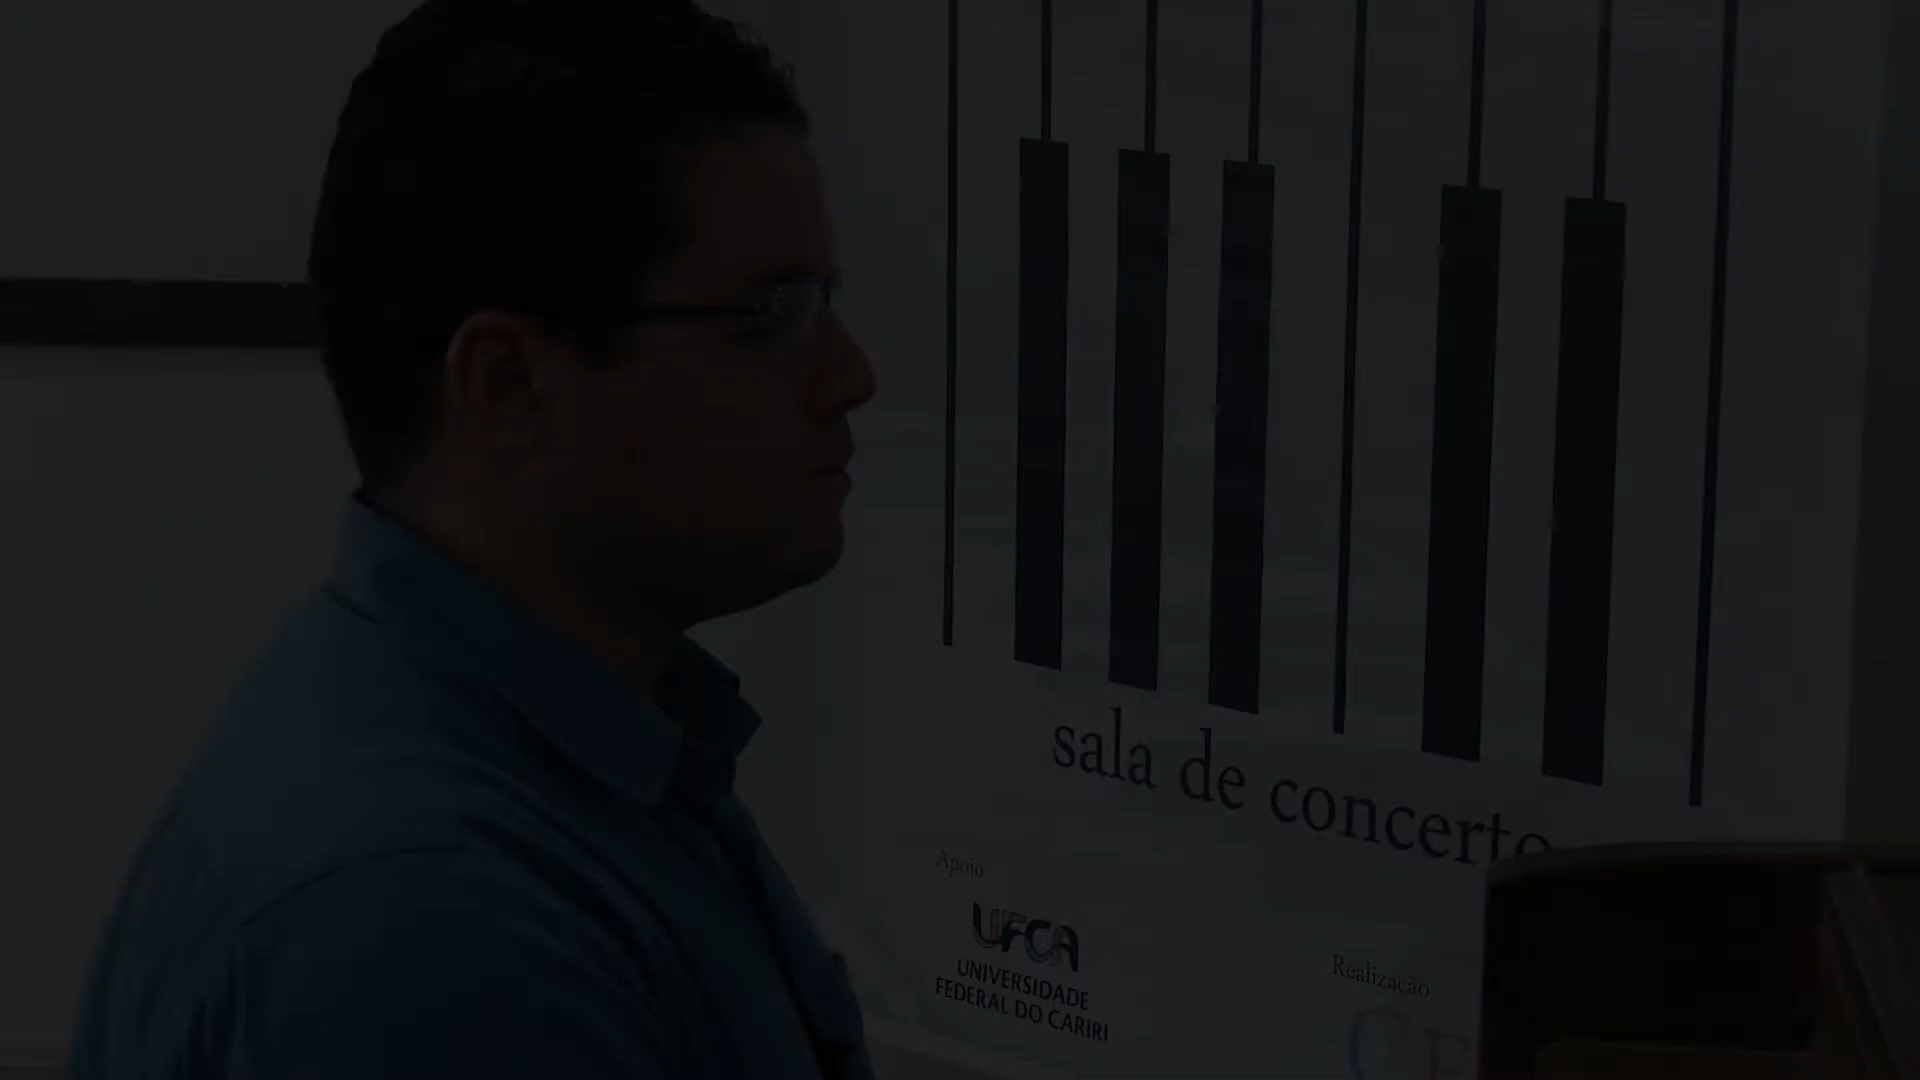 sala de concerto
Apoio
UFCA
UNIVERSIDADE
FEDERAL DO CARIRI
Realização